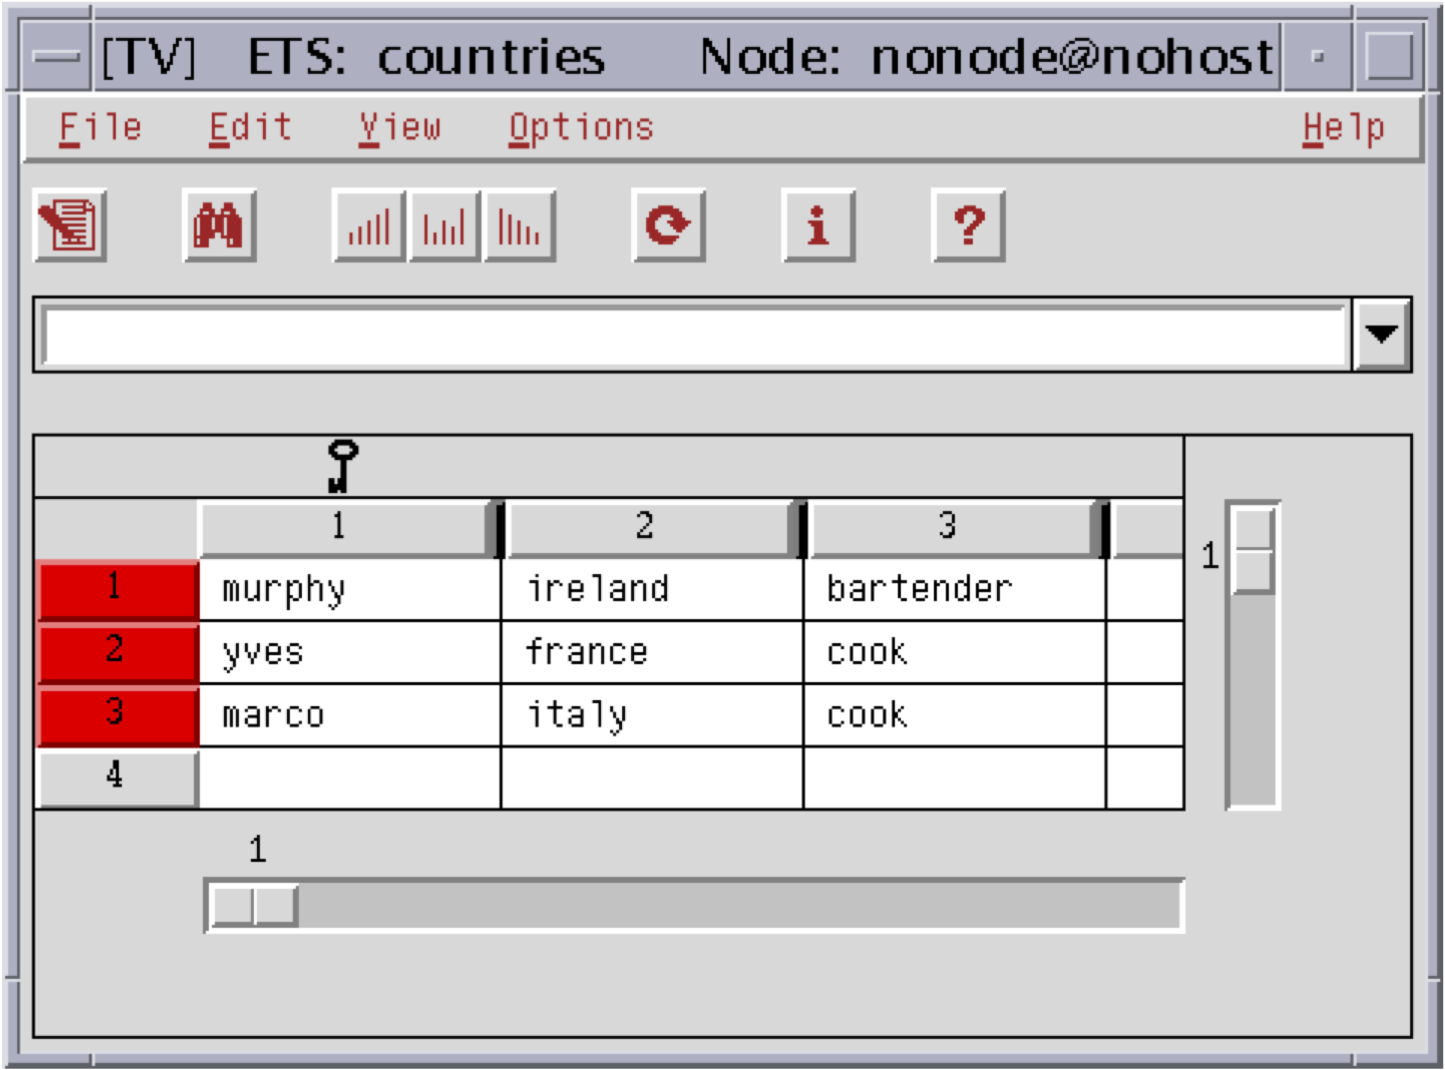 [TV] ETS: countries Node: nonode@nohost
File Edit View Options Help
1 2 3
1 murphy ireland bartender
2 yves france cook
3 marco italy cook
4
1
1